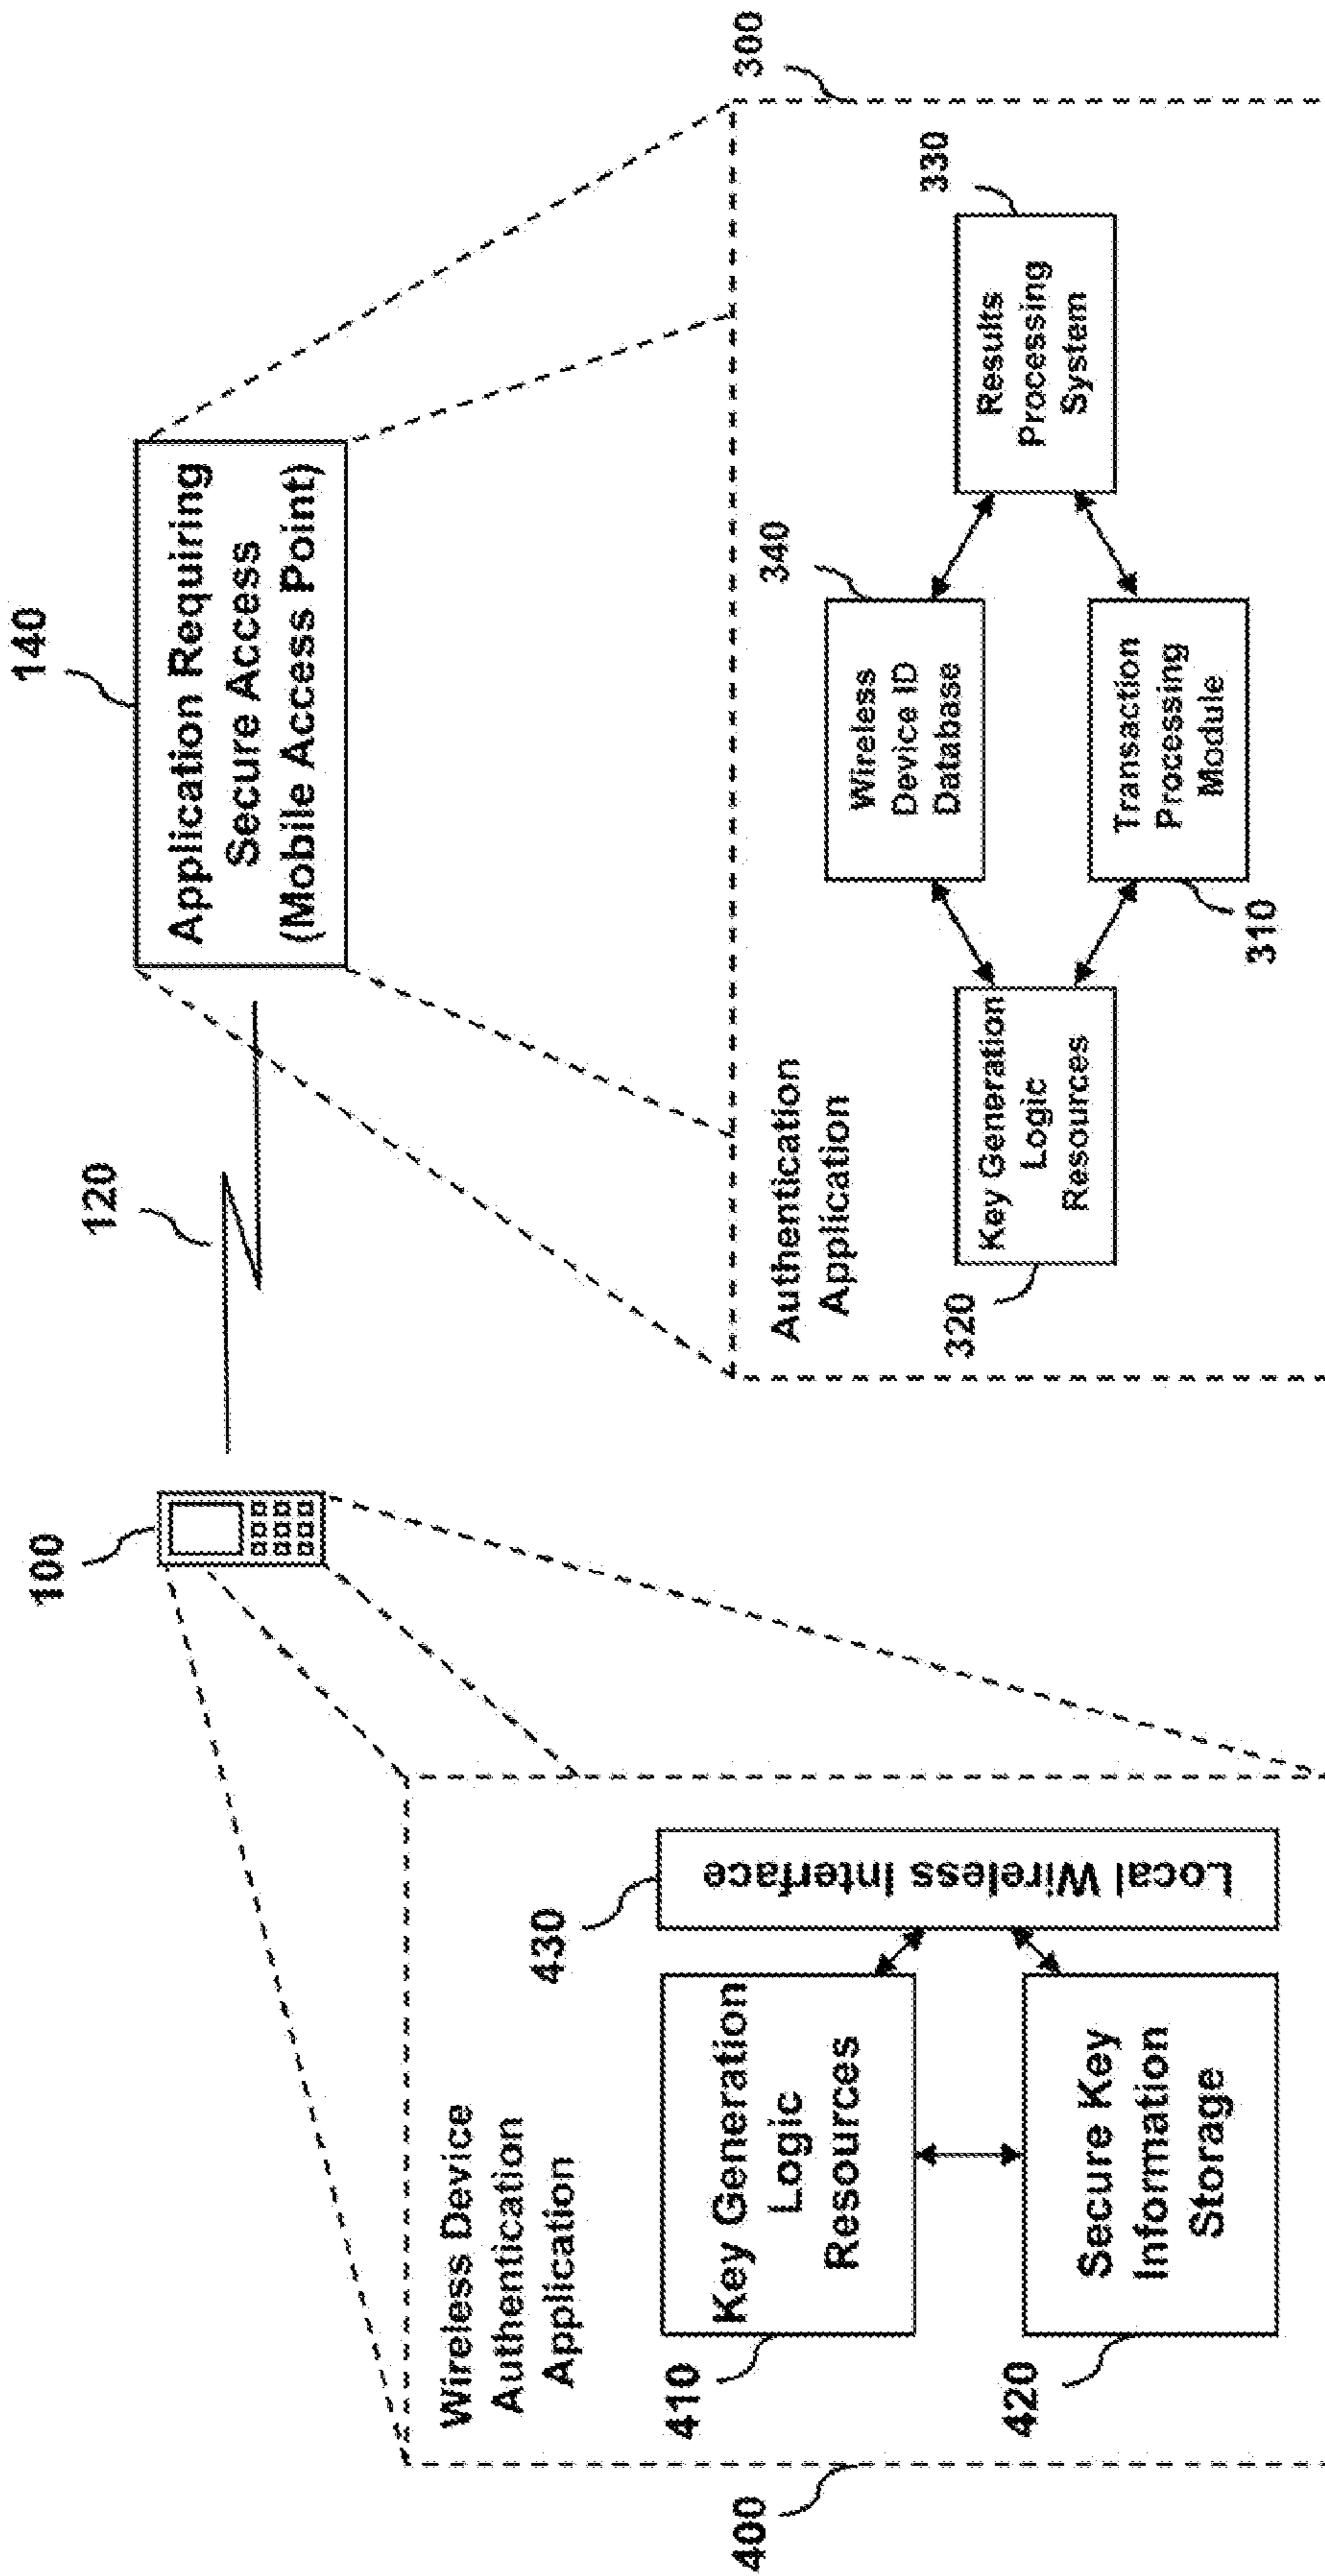 100
120
140
Application Requiring
Secure Access
(Mobile Access Point)
400
Wireless Device
Authentication
Application
410
Key Generation
Logic
Resources
420
Secure Key
Information
Storage
430
Local Wireless Interface
300
Authentication
Application
320
Key Generation
Logic
Resources
340
Wireless
Device ID
Database
310
Transaction
Processing
Module
330
Results
Processing
System